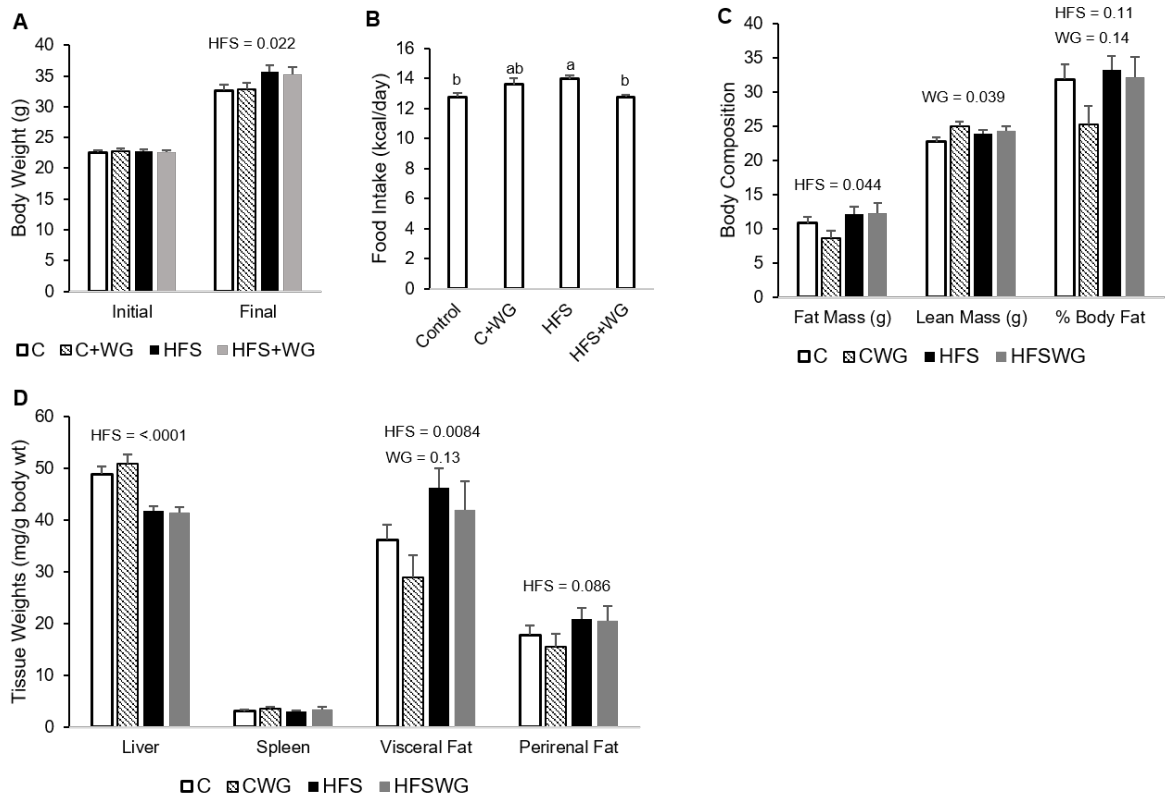 A
HFS = 0.022
40
35
30
25
20
15
10
5
0
Body Weight (g)
Initial Final
C C+WG HFS HFS+WG
B
16
14
12
10
8
6
4
2
0
Food Intake (kcal/day)
b ab a b
Control C+WG HFS HFS+WG
C
40
35
30
25
20
15
10
5
0
Body Composition
HFS = 0.044
WG = 0.039
HFS = 0.11
WG = 0.14
Fat Mass (g) Lean Mass (g) % Body Fat
C CWG HFS HFSWG
D
60
50
40
30
20
10
0
Tissue Weights (mg/g body wt)
HFS = <.0001
HFS = 0.0084
WG = 0.13
HFS = 0.086
Liver Spleen Visceral Fat Perirenal Fat
C CWG HFS HFSWG